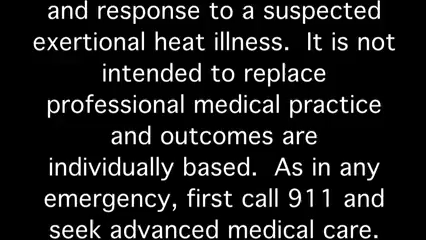 and response to a suspected
exertional heat illness.  It is not
intended to replace
professional medical practice
and outcomes are
individually based.  As in any
emergency, first call 911 and
seek advanced medical care.